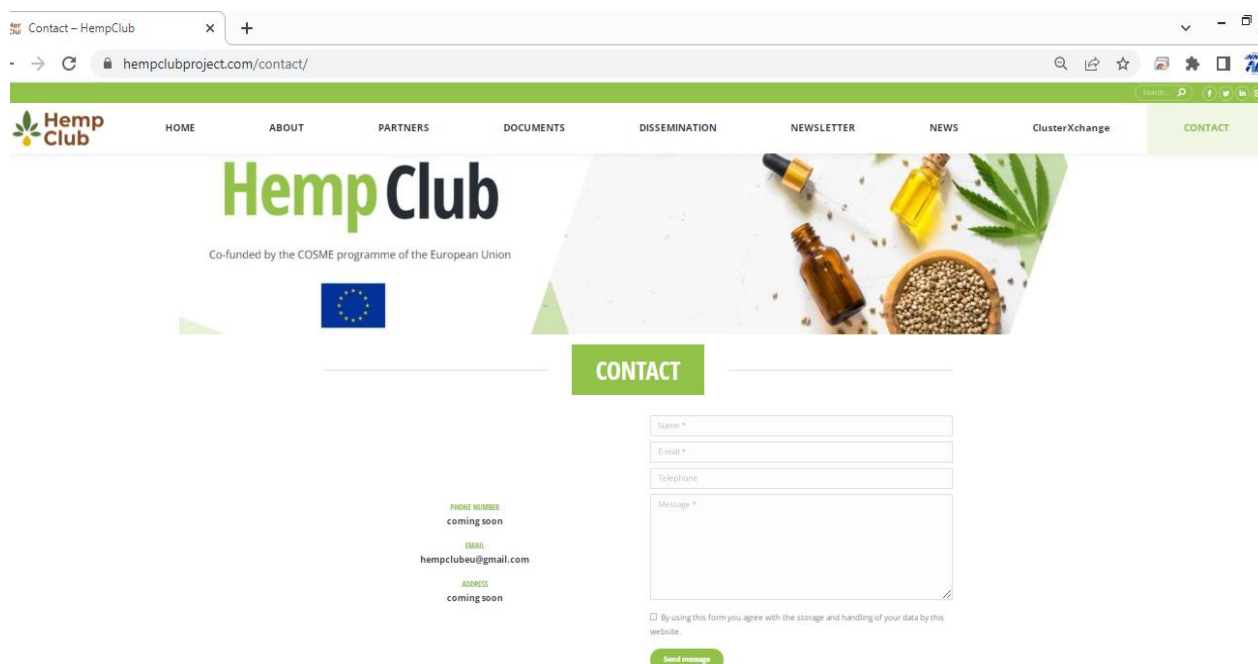 Contact – HempClub
hempclubproject.com/contact/
Search...
Hemp
Club
HOME ABOUT PARTNERS DOCUMENTS DISSEMINATION NEWSLETTER NEWS ClusterXchange CONTACT
Hemp Club
Co-funded by the COSME programme of the European Union
CONTACT
PHONE NUMBER
coming soon
EMAIL
hempclubeu@gmail.com
ADDRESS
coming soon
Name *
E-mail *
Telephone
Message *
By using this form you agree with the storage and handling of your data by this
website.
Send message